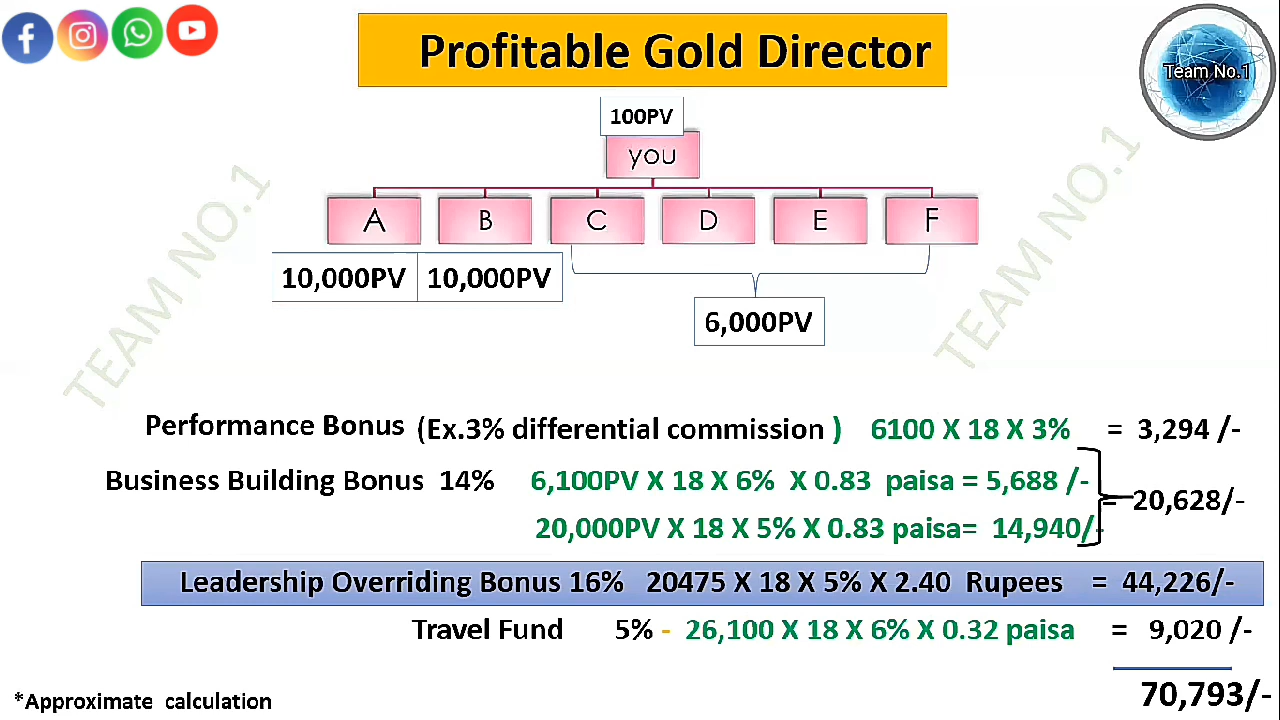 Profitable Gold Director
Team No.1
100PV
you
A B C D E F
10,000PV 10,000PV
6,000PV
TEAM NO.1
TEAM NO.1
Performance Bonus (Ex.3% differential commission ) 6100 X 18 X 3% = 3,294 /-
Business Building Bonus 14% 6,100PV X 18 X 6% X 0.83 paisa = 5,688 /-
= 20,628/-
20,000PV X 18 X 5% X 0.83 paisa= 14,940/-
Leadership Overriding Bonus 16% 20475 X 18 X 5% X 2.40 Rupees = 44,226/-
Travel Fund 5% - 26,100 X 18 X 6% X 0.32 paisa = 9,020 /-
70,793/-
*Approximate calculation